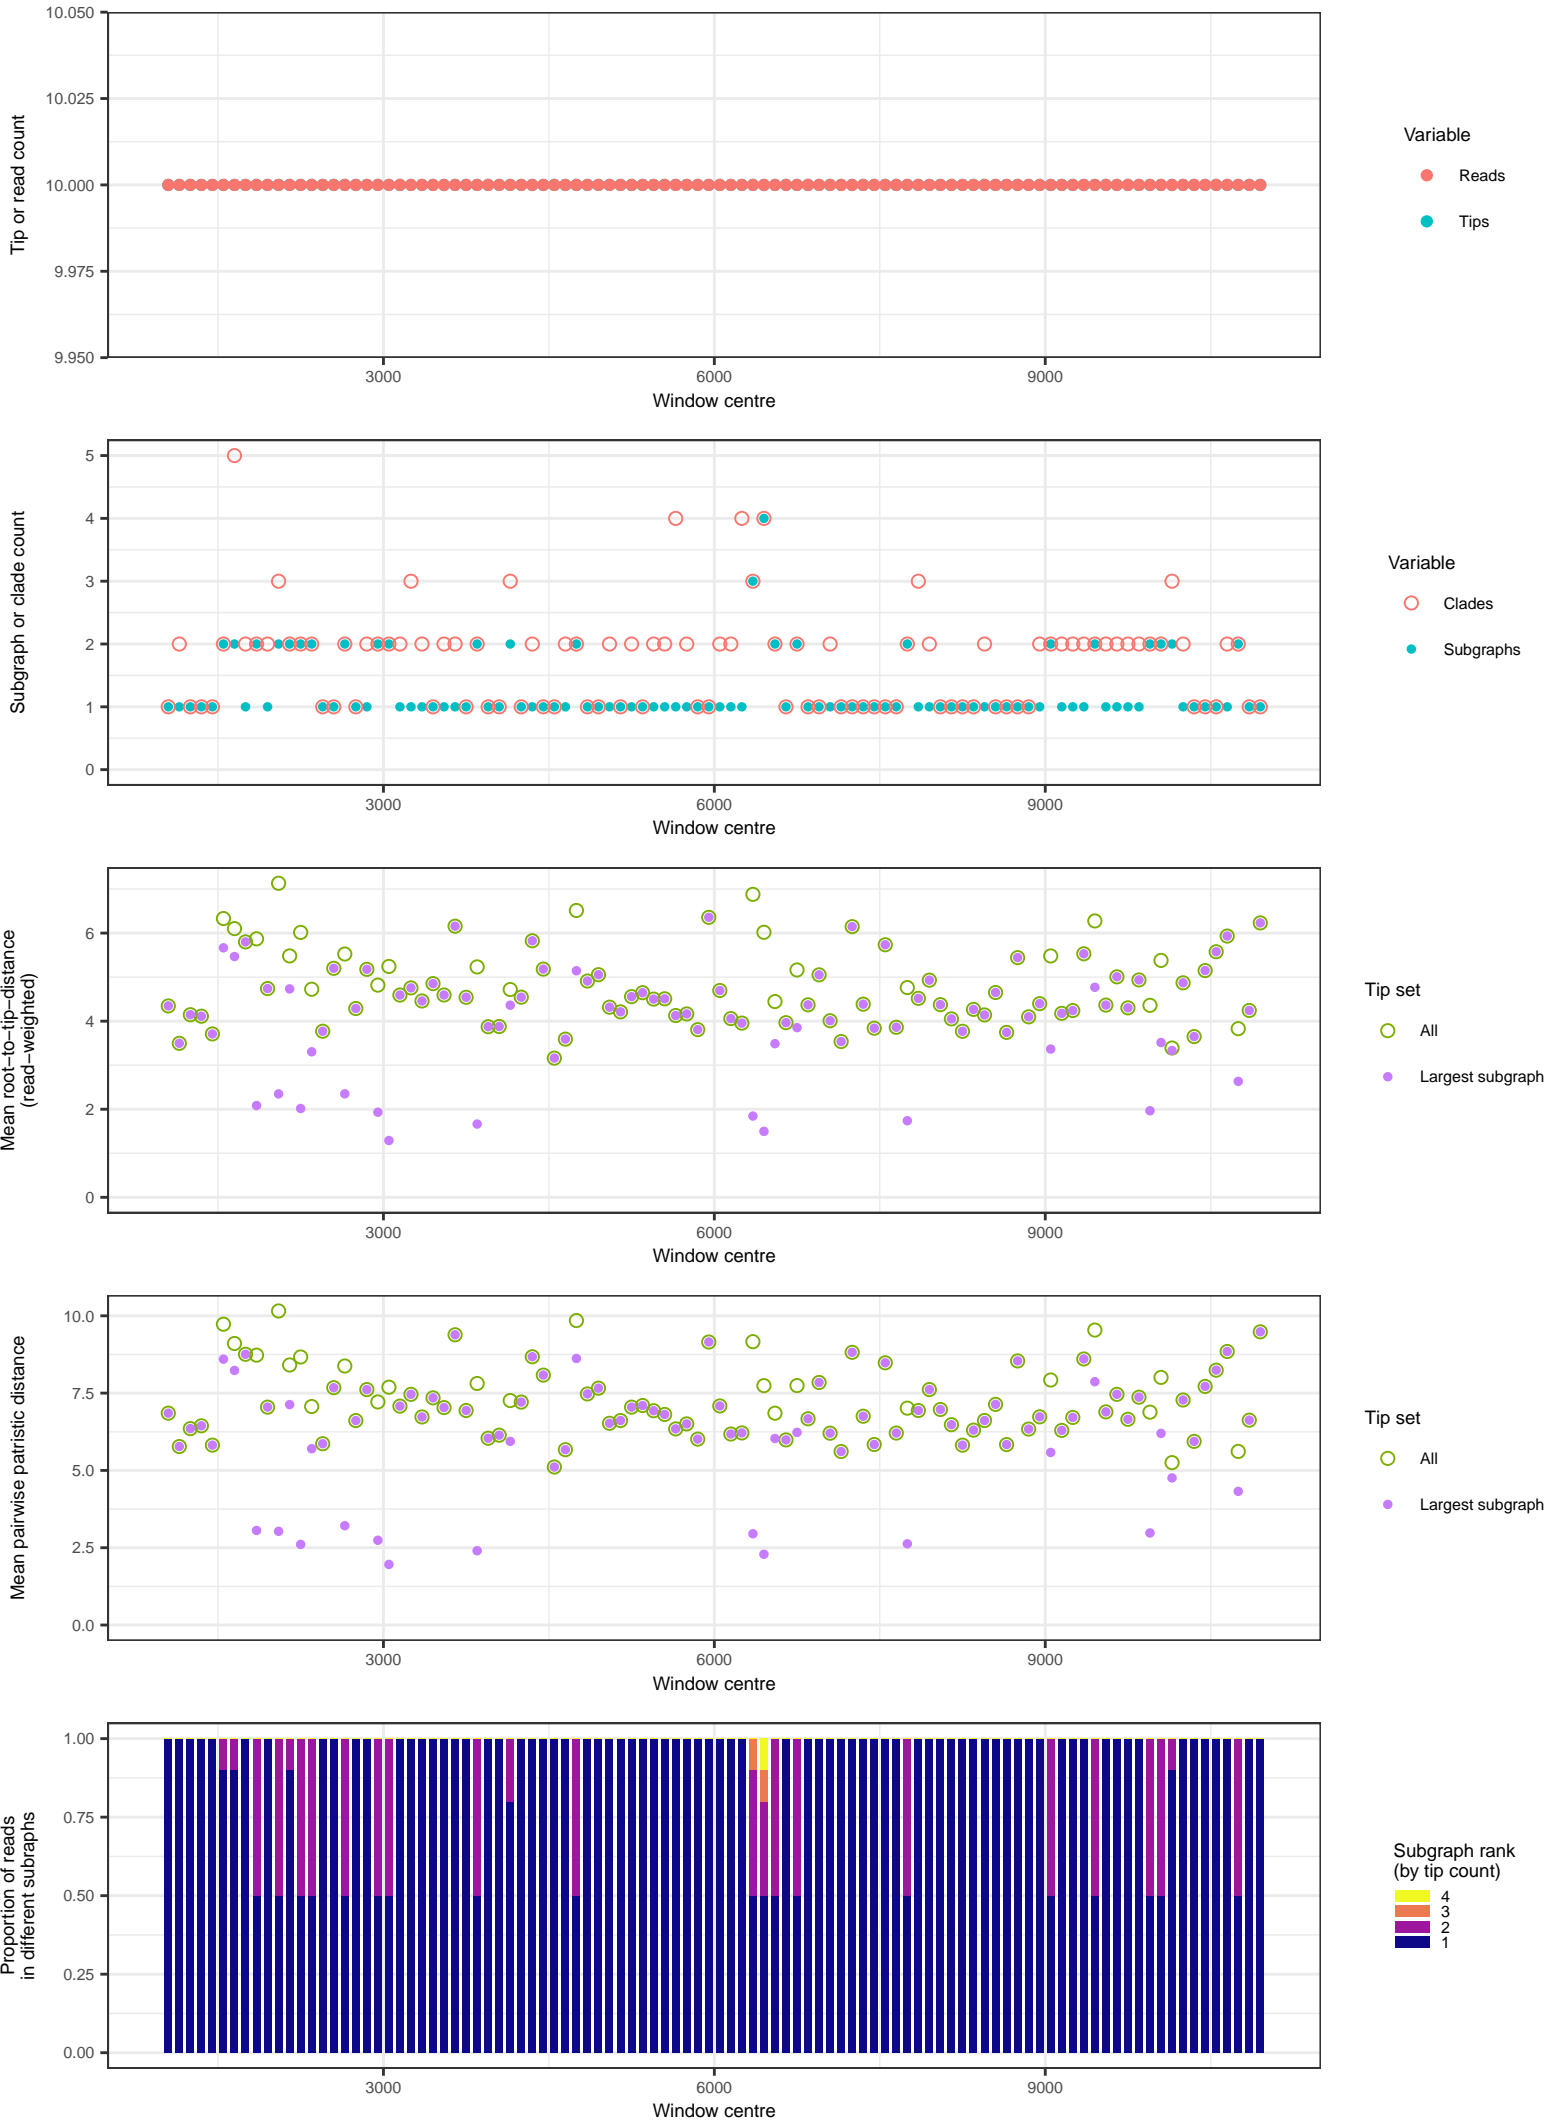 10.050
10.025
10.000
9.975
9.950
Tip or read count
3000
6000
9000
Window centre
Variable
Reads
Tips
5
4
3
2
1
0
Subgraph or clade count
3000
6000
9000
Window centre
Variable
Clades
Subgraphs
6
4
2
0
Mean root−to−tip−distance
(read−weighted)
3000
6000
9000
Window centre
Tip set
All
Largest subgraph
10.0
7.5
5.0
2.5
0.0
Mean pairwise patristic distance
3000
6000
9000
Window centre
Tip set
All
Largest subgraph
1.00
0.75
0.50
0.25
0.00
Proportion of reads
in different subraphs
3000
6000
9000
Window centre
Subgraph rank
(by tip count)
4
3
2
1